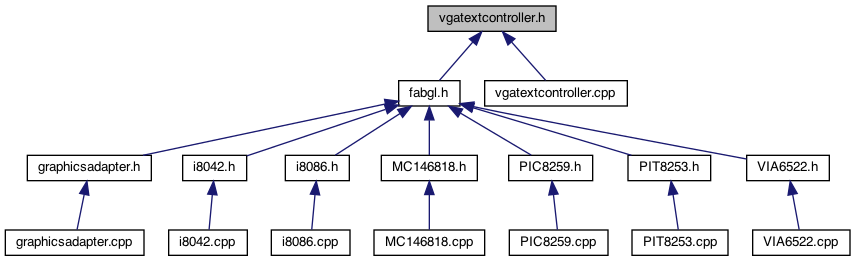 vgatextcontroller.h
fabgl.h
vgatextcontroller.cpp
graphicsadapter.h
i8042.h
i8086.h
MC146818.h
PIC8259.h
PIT8253.h
VIA6522.h
graphicsadapter.cpp
i8042.cpp
i8086.cpp
MC146818.cpp
PIC8259.cpp
PIT8253.cpp
VIA6522.cpp